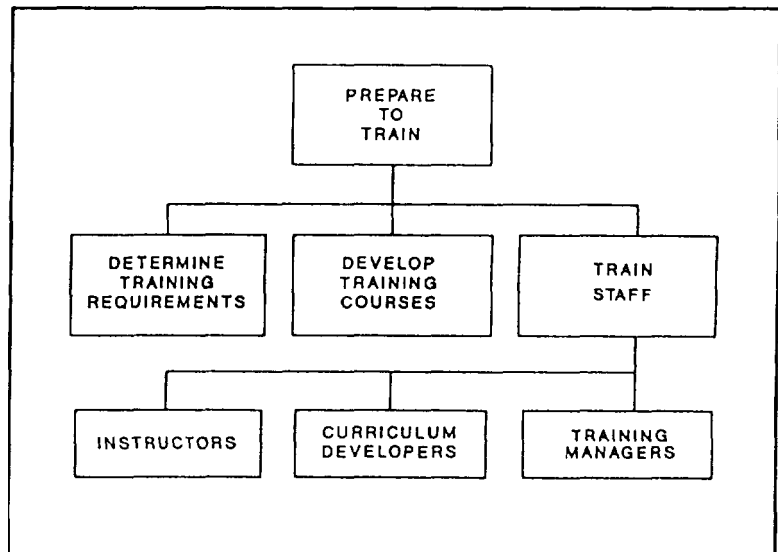 PREPARE
TO
TRAIN
DETERMINE
TRAINING
REQUIREMENTS
DEVELOP
TRAINING
COURSES
TRAIN
STAFF
INSTRUCTORS
CURRICULUM
DEVELOPERS
TRAINING
MANAGERS